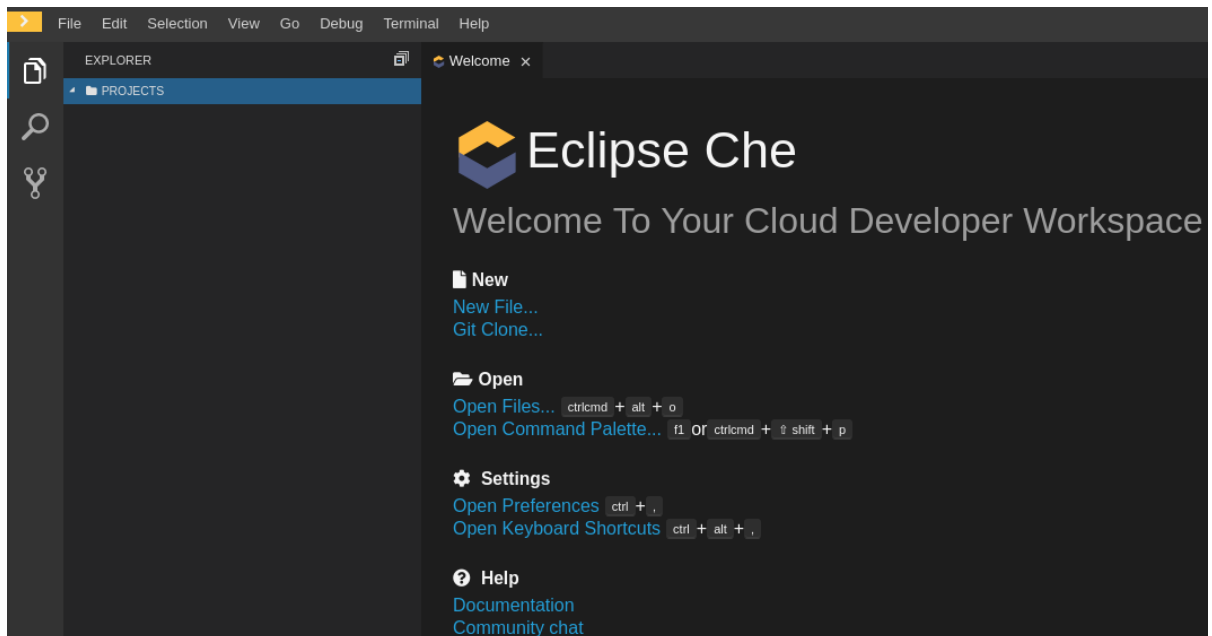 File Edit Selection View Go Debug Terminal Help
EXPLORER
PROJECTS
Welcome ×
Eclipse Che
Welcome To Your Cloud Developer Workspace
New
New File...
Git Clone...
Open
Open Files... ctrlcmd + alt + o
Open Command Palette... f1 or ctrlcmd + ⇧ shift + p
Settings
Open Preferences ctrl + ,
Open Keyboard Shortcuts ctrl + alt + ,
Help
Documentation
Community chat